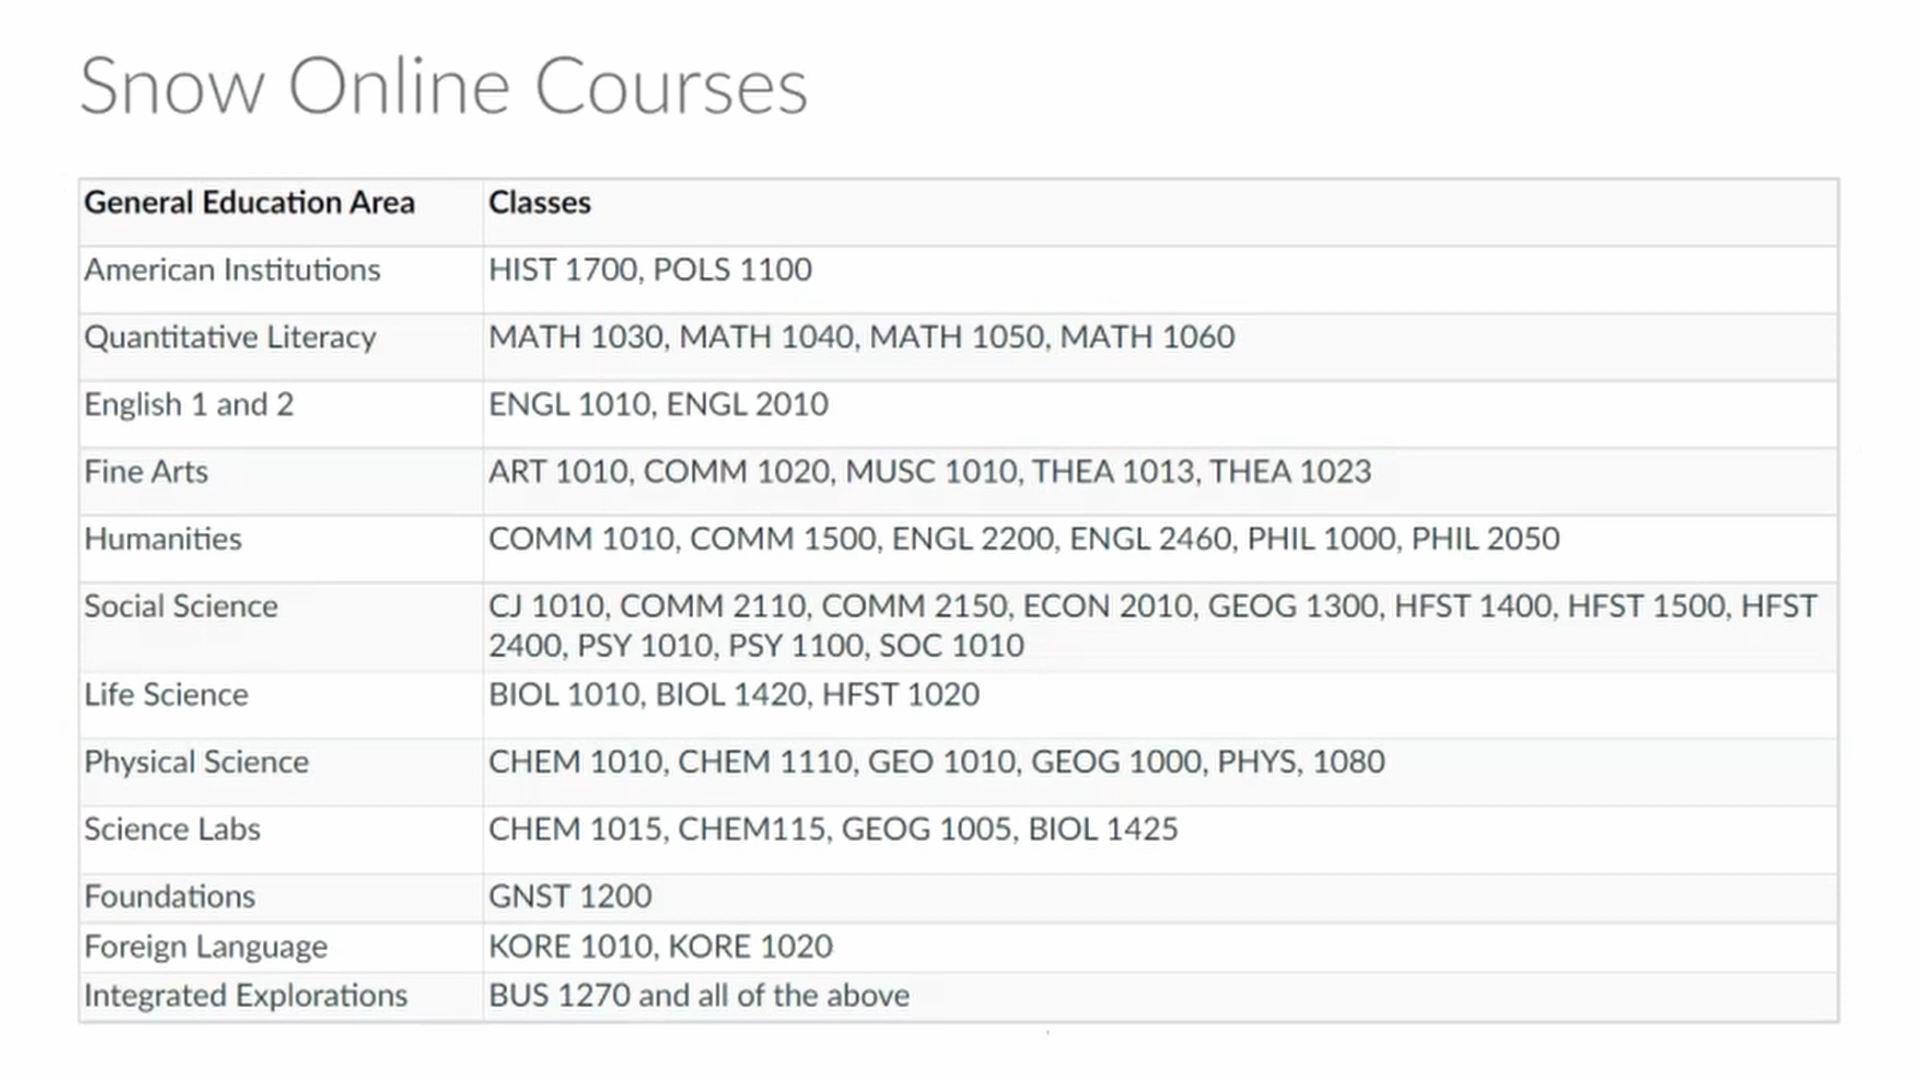 Snow Online Courses
General Education Area Classes
American Institutions HIST 1700, POLS 1100
Quantitative Literacy MATH 1030, MATH 1040, MATH 1050, MATH 1060
English 1 and 2 ENGL 1010, ENGL 2010
Fine Arts ART 1010, COMM 1020, MUSC 1010, THEA 1013, THEA 1023
Humanities COMM 1010, COMM 1500, ENGL 2200, ENGL 2460, PHIL 1000, PHIL 2050
Social Science CJ 1010, COMM 2110, COMM 2150, ECON 2010, GEOG 1300, HFST 1400, HFST 1500, HFST
2400, PSY 1010, PSY 1100, SOC 1010
Life Science BIOL 1010, BIOL 1420, HFST 1020
Physical Science CHEM 1010, CHEM 1110, GEO 1010, GEOG 1000, PHYS, 1080
Science Labs CHEM 1015, CHEM115, GEOG 1005, BIOL 1425
Foundations GNST 1200
Foreign Language KORE 1010, KORE 1020
Integrated Explorations BUS 1270 and all of the above